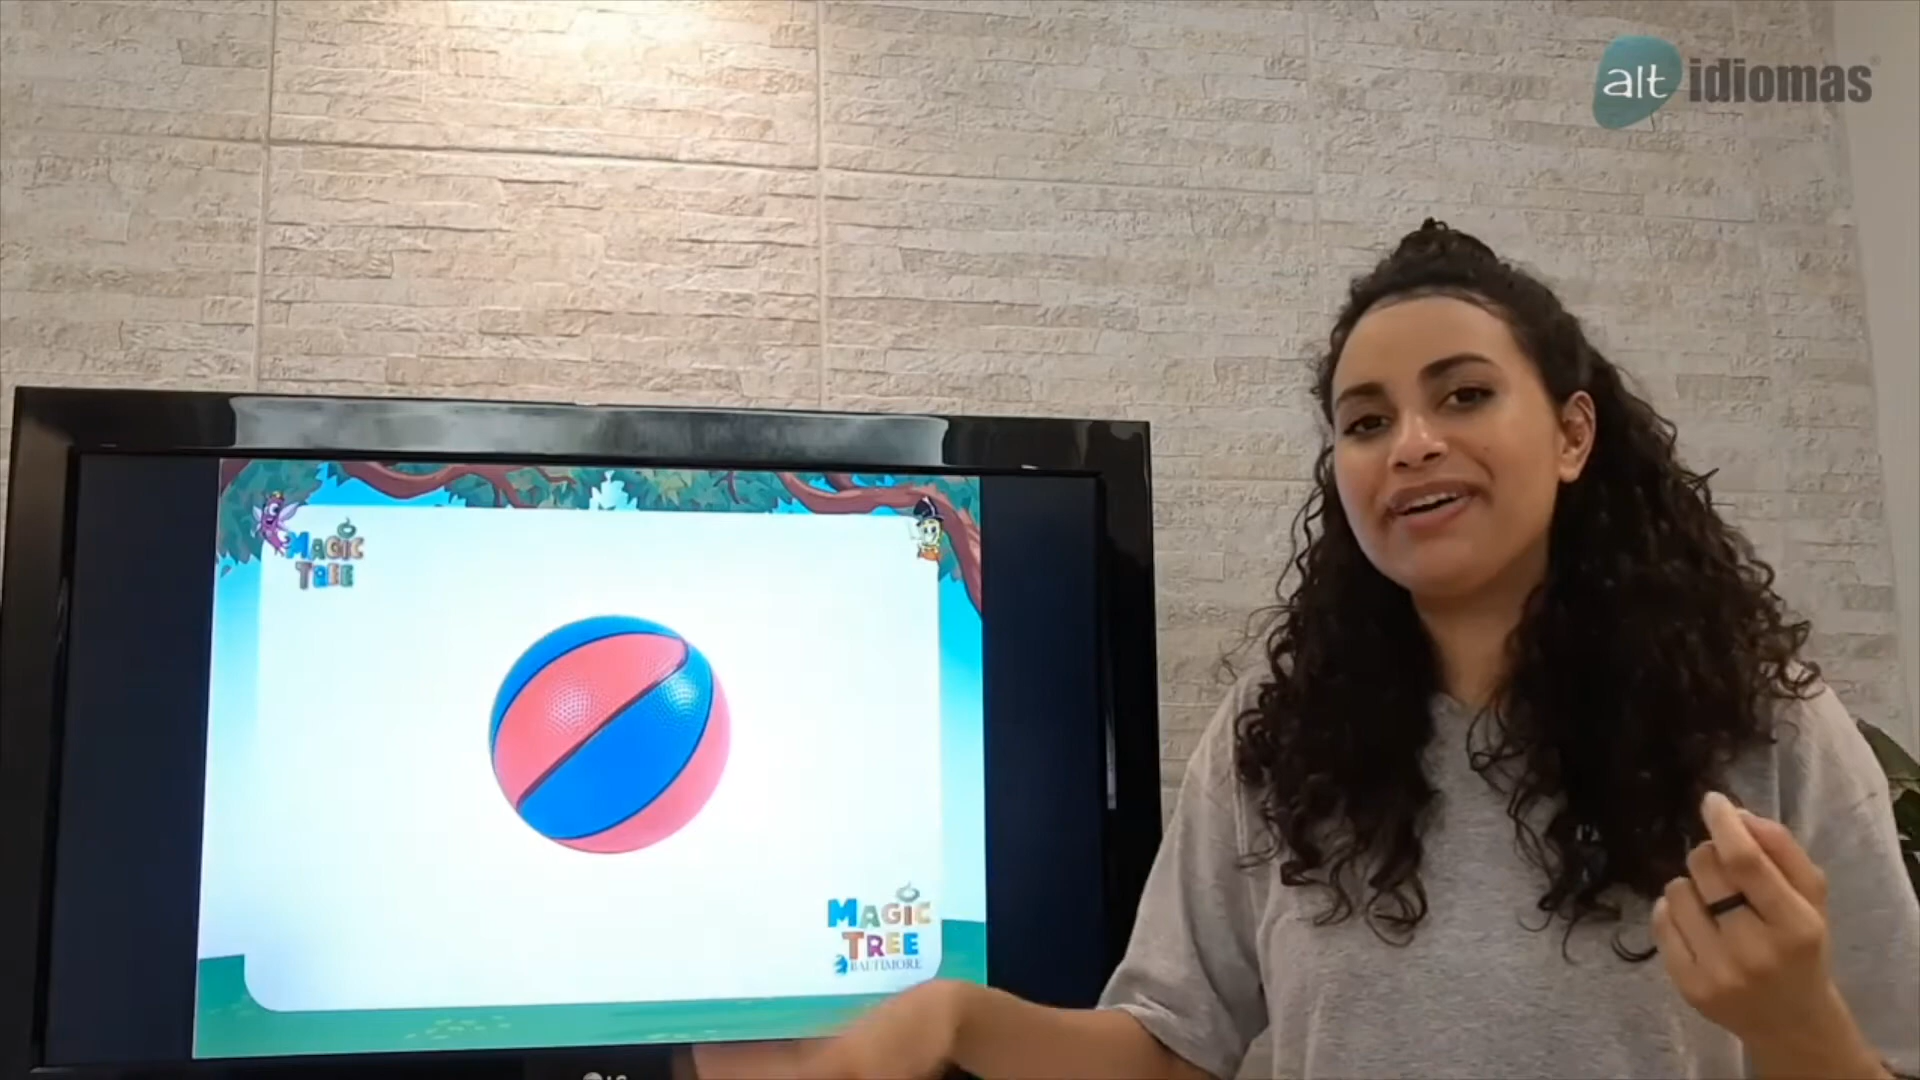 alt idiomas
MAGIC
TREE
MAGIC
TREE
BALTIMORE
LG